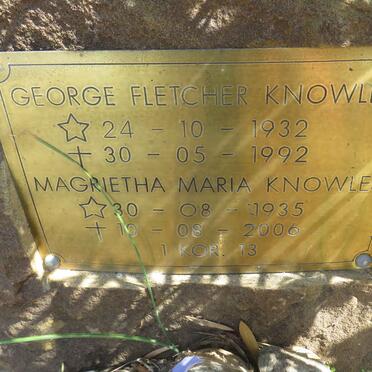 GEORGE FLETCHER KNOWLE
☆ 24 - 10 - 1932
✝ 30 - 05 - 1992
MAGRIETHA MARIA KNOWLE
☆ 30 - 08 - 1935
✝ 10 - 08 - 2006
1 KOR. 13